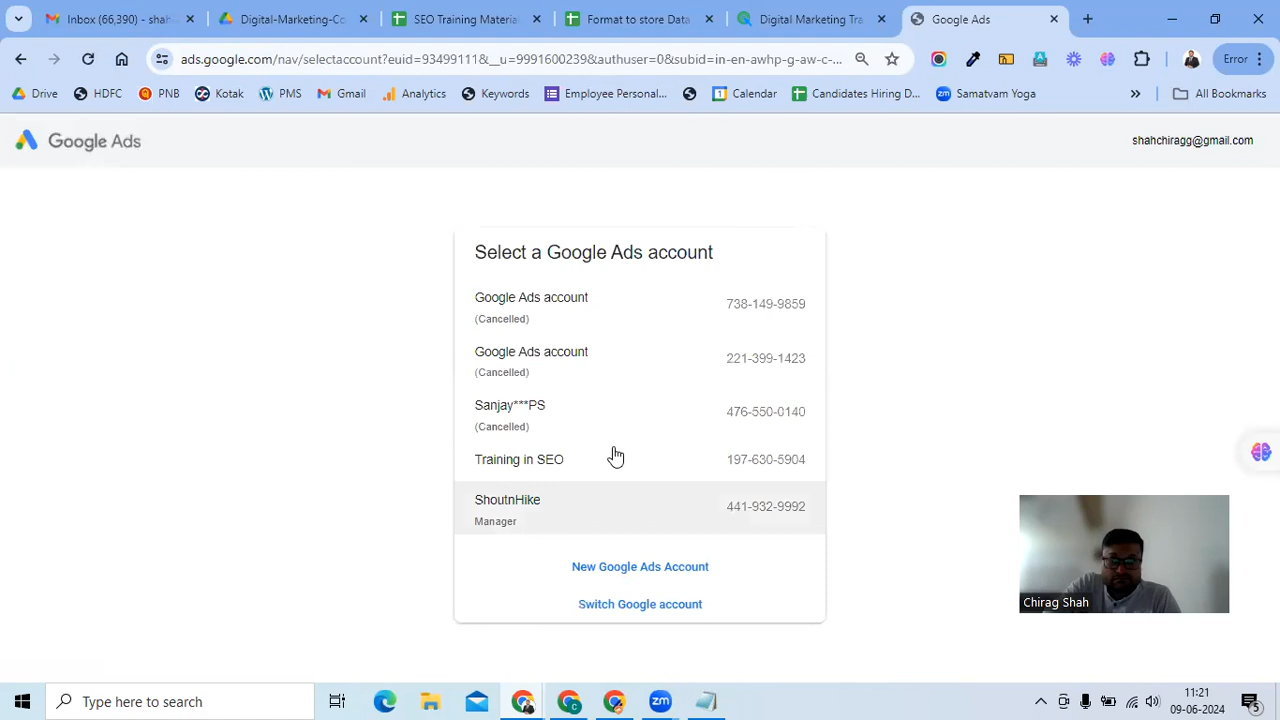 Inbox (66,390) - shah
Digital-Marketing-Co
SEO Training Material
Format to store Data
Digital Marketing Tra
Google Ads
ads.google.com/nav/selectaccount?euid=93499111&__u=9991600239&authuser=0&subid=in-en-awhp-g-aw-c-...
Error
Drive
HDFC
PNB
Kotak
PMS
Gmail
Analytics
Keywords
Employee Personal...
Calendar
Candidates Hiring D...
Samatvam Yoga
All Bookmarks
Google Ads
shahchiragg@gmail.com
Select a Google Ads account
Google Ads account 738-149-9859
(Cancelled)
Google Ads account 221-399-1423
(Cancelled)
Sanjay***PS 476-550-0140
(Cancelled)
Training in SEO 197-630-5904
ShoutnHike 441-932-9992
Manager
New Google Ads Account
Switch Google account
Chirag Shah
Type here to search
11:21
09-06-2024
5